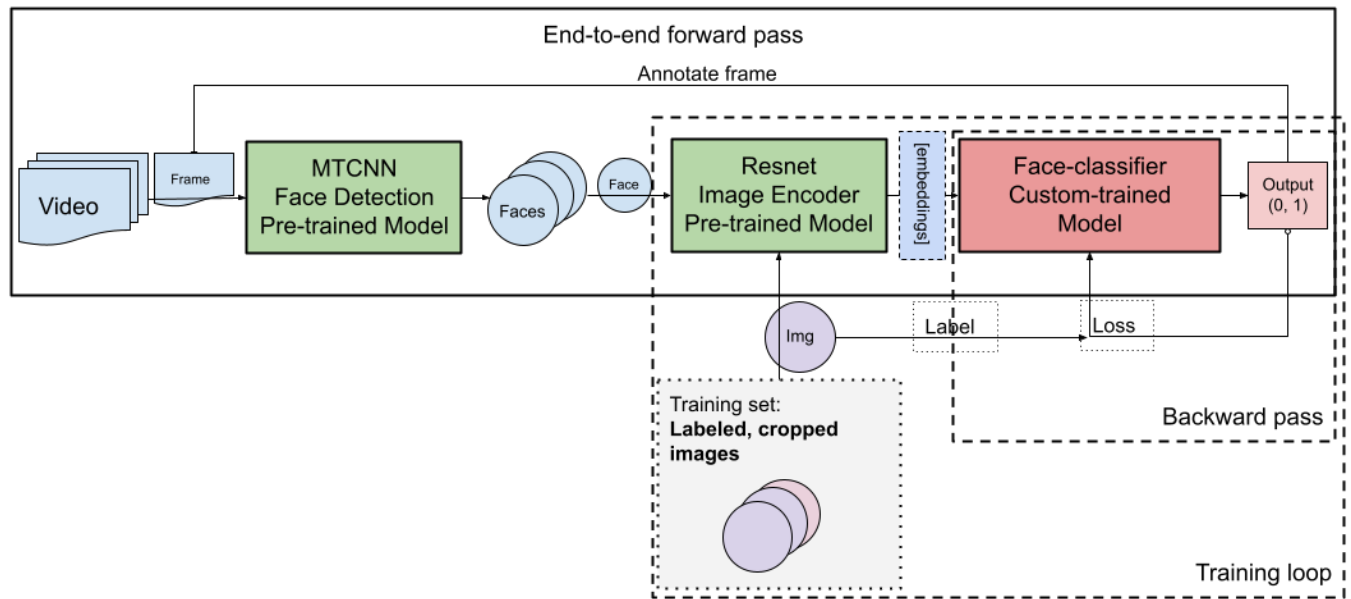 End-to-end forward pass
Annotate frame
Video
Frame
MTCNN
Face Detection
Pre-trained Model
Faces
Face
Resnet
Image Encoder
Pre-trained Model
[embeddings]
Face-classifier
Custom-trained
Model
Output
(0, 1)
Img
Label
Loss
Training set:
Labeled, cropped
images
Backward pass
Training loop